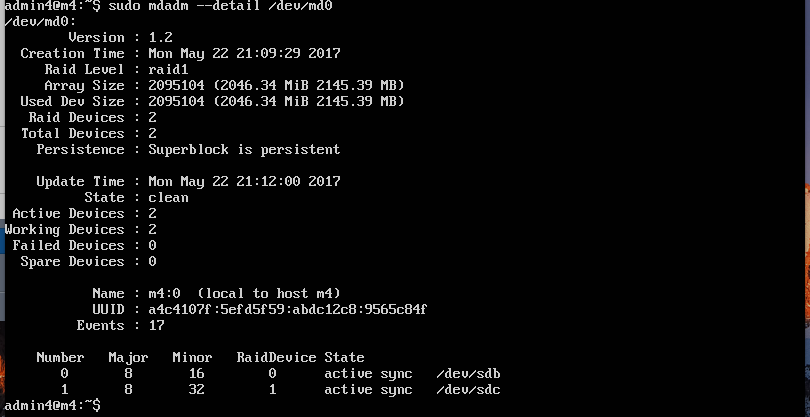 admin4@m4:~$ sudo mdadm --detail /dev/md0
/dev/md0:
Version : 1.2
Creation Time : Mon May 22 21:09:29 2017
Raid Level : raid1
Array Size : 2095104 (2046.34 MiB 2145.39 MB)
Used Dev Size : 2095104 (2046.34 MiB 2145.39 MB)
Raid Devices : 2
Total Devices : 2
Persistence : Superblock is persistent
Update Time : Mon May 22 21:12:00 2017
State : clean
Active Devices : 2
Working Devices : 2
Failed Devices : 0
Spare Devices : 0
Name : m4:0 (local to host m4)
UUID : a4c4107f:5efd5f59:abdc12c8:9565c84f
Events : 17
Number Major Minor RaidDevice State
0 8 16 0 active sync /dev/sdb
1 8 32 1 active sync /dev/sdc
admin4@m4:~$